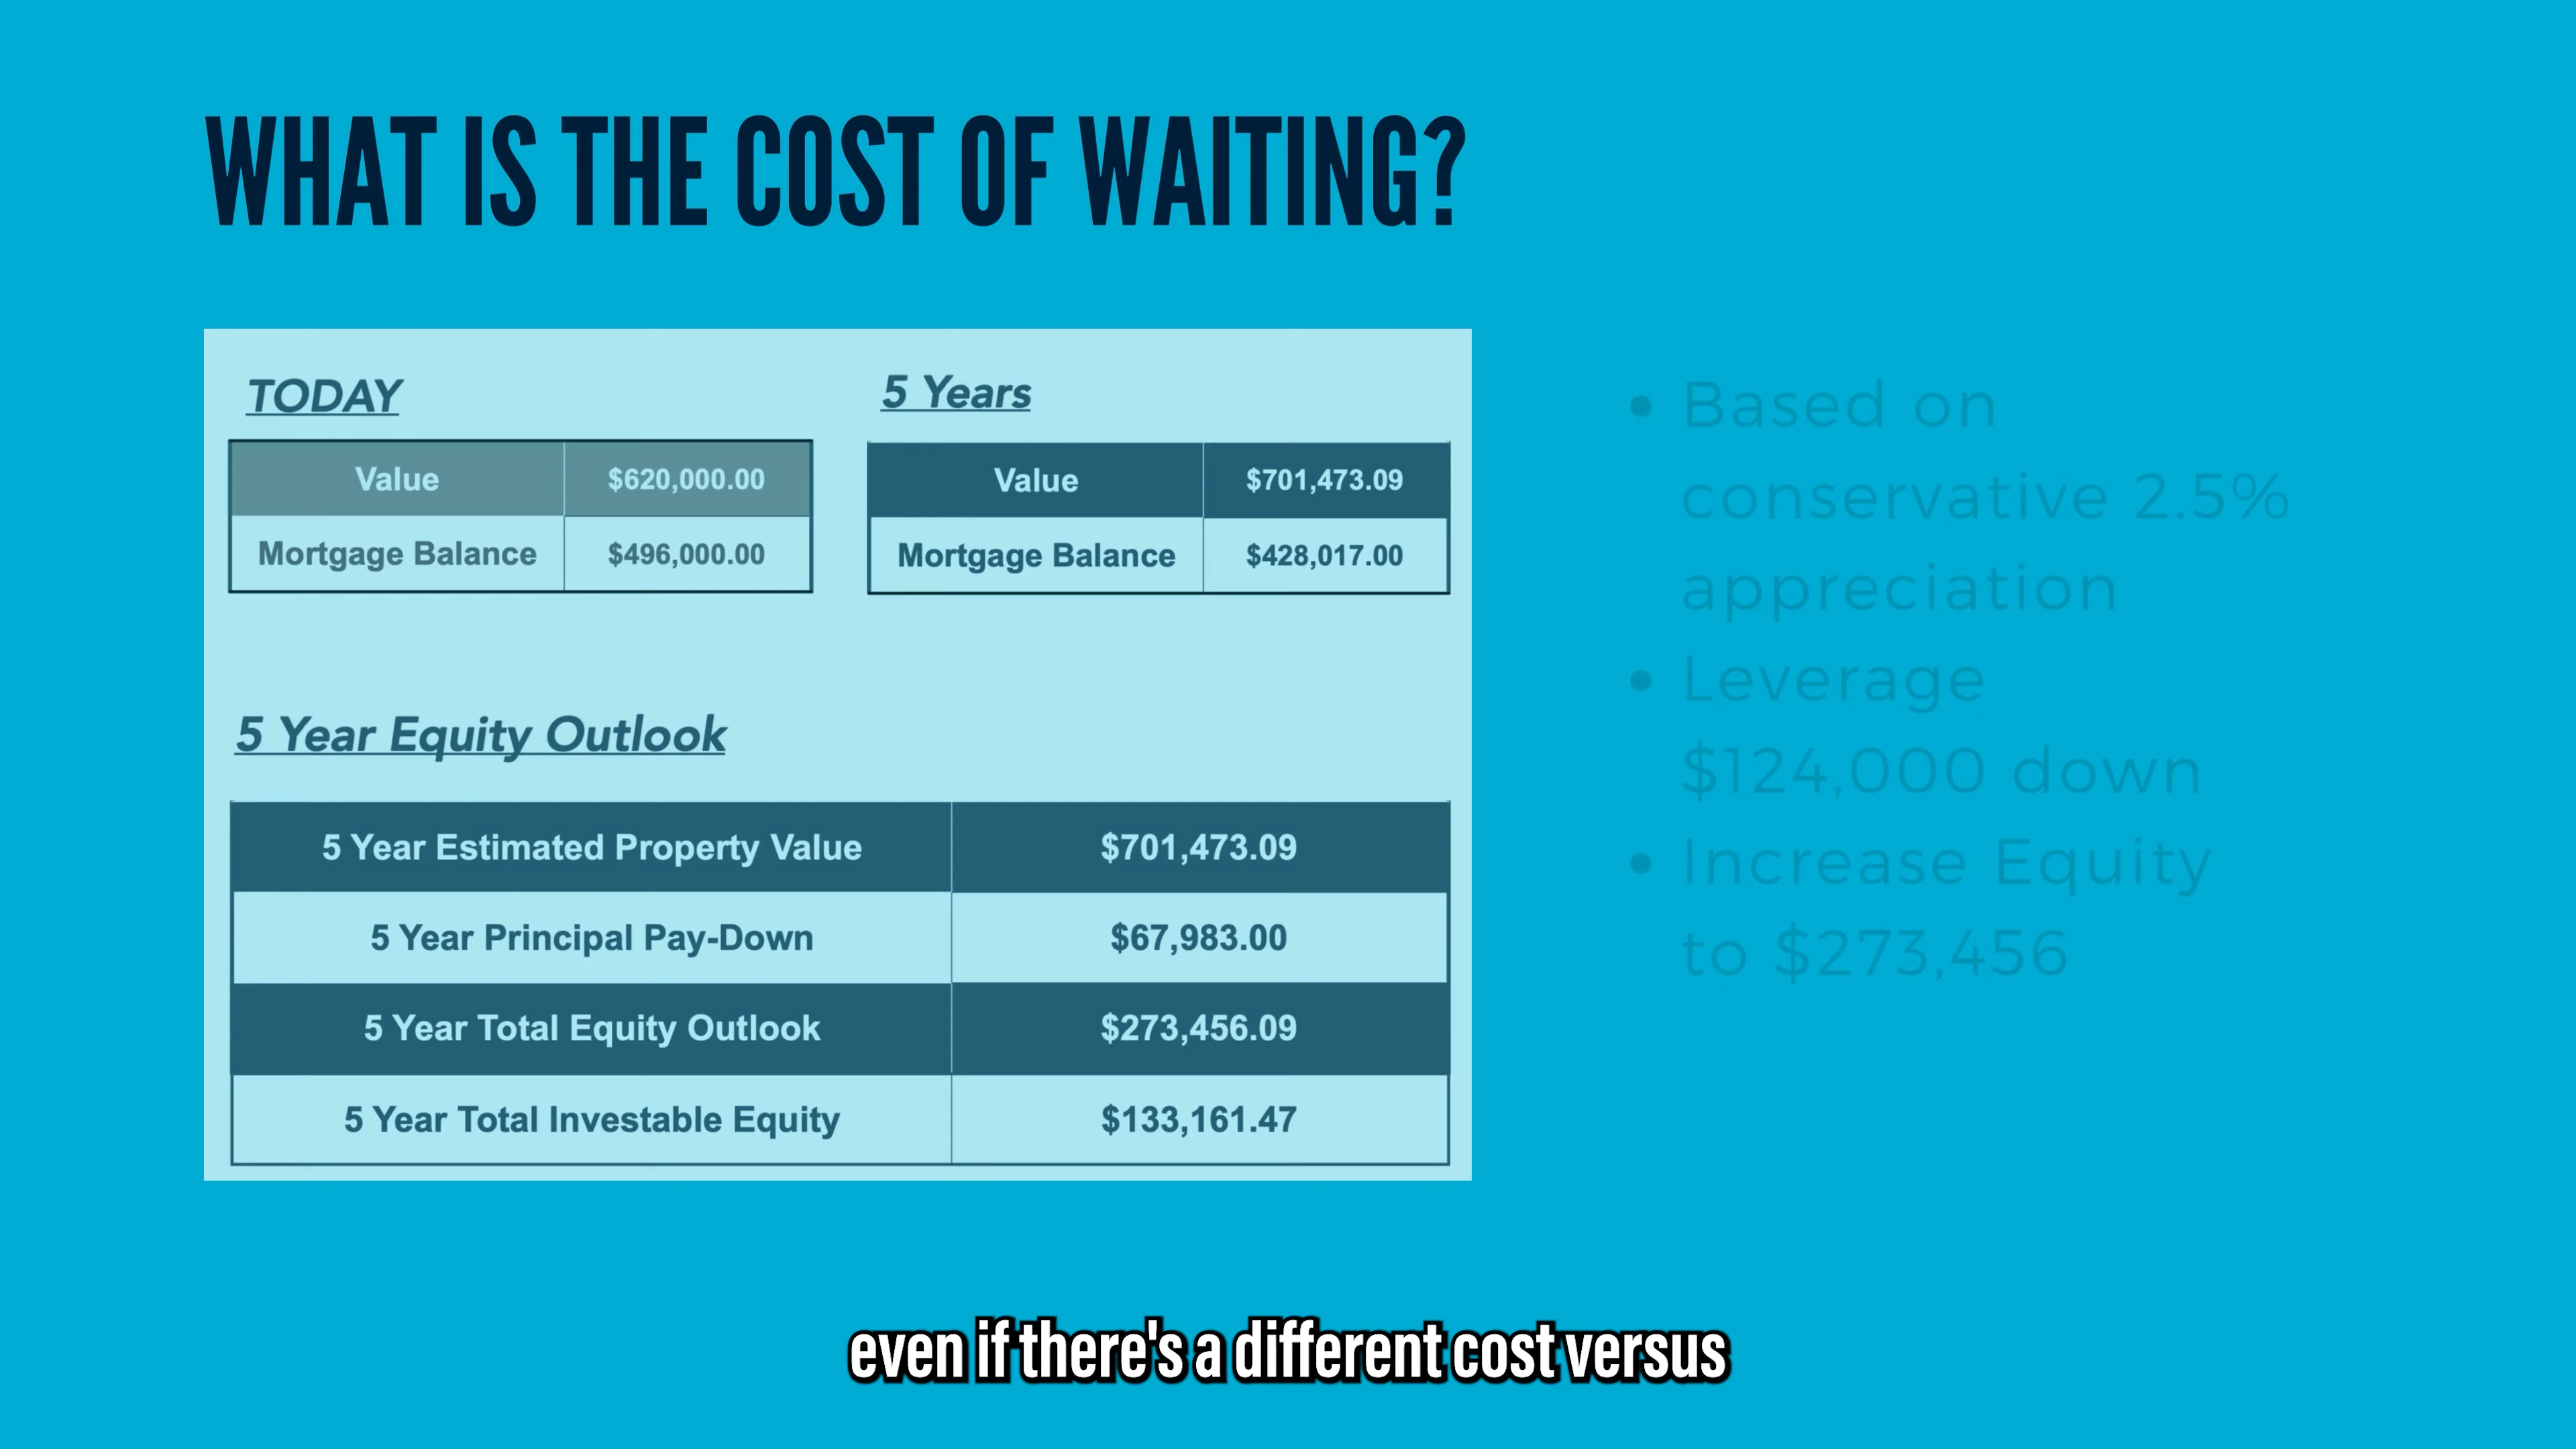 WHAT IS THE COST OF WAITING?
TODAY
Value $620,000.00
Mortgage Balance $496,000.00
5 Years
Value $701,473.09
Mortgage Balance $428,017.00
5 Year Equity Outlook
5 Year Estimated Property Value $701,473.09
5 Year Principal Pay-Down $67,983.00
5 Year Total Equity Outlook $273,456.09
5 Year Total Investable Equity $133,161.47
• Based on
conservative 2.5%
appreciation
• Leverage
$124,000 down
• Increase Equity
to $273,456
even if there's a different cost versus